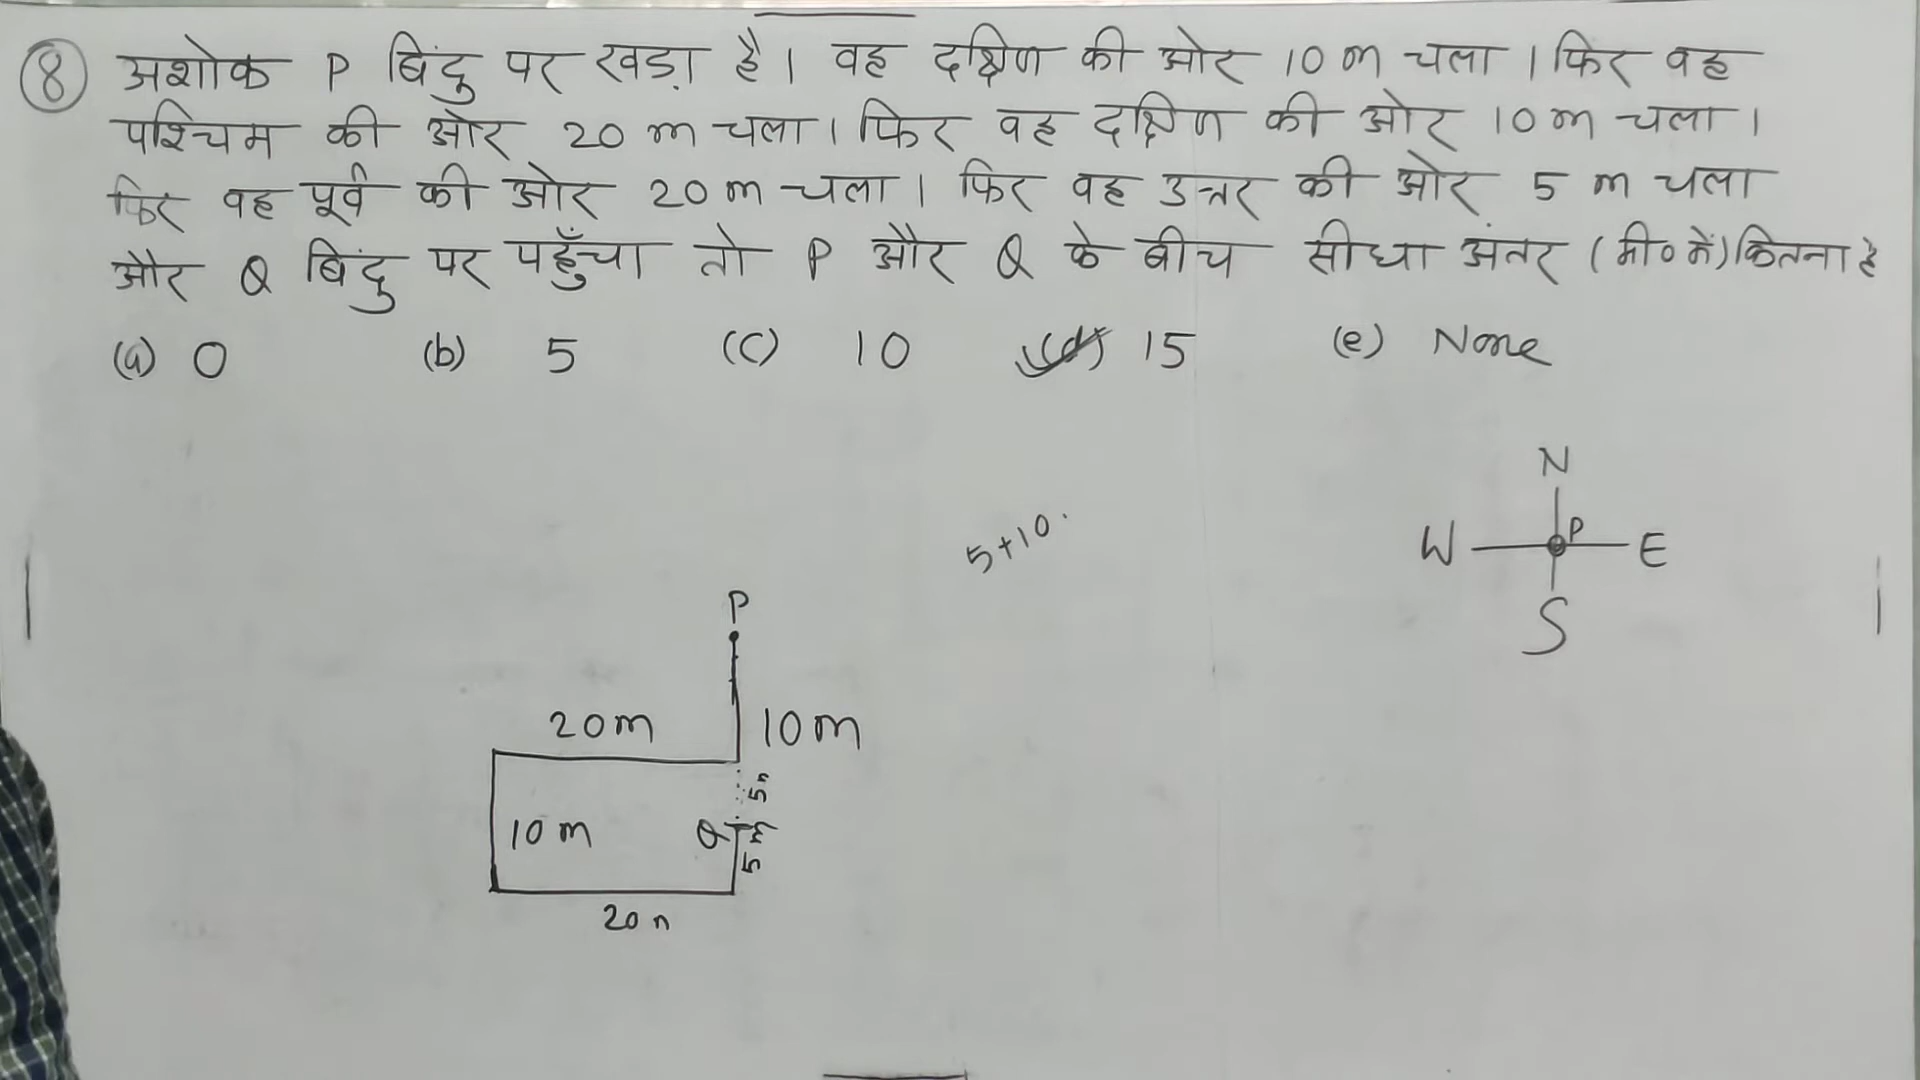 8 अशोक P बिंदु पर खड़ा है। वह दक्षिण की ओर 10 m चला । फिर वह
पश्चिम की ओर 20 m चला। फिर वह दक्षिण की ओर 10 m चला ।
फिर वह पूर्व की ओर 20 m चला। फिर वह उत्तर की ओर 5 m चला
और Q बिंदु पर पहुँचा तो P और Q के बीच सीधा अंतर (मी० में) कितना है
(a) 0 (b) 5 (c) 10 (d) 15 (e) None
N
5+10
W P E
S
P
20m 10m
5m
10 m Q 5m
20 m